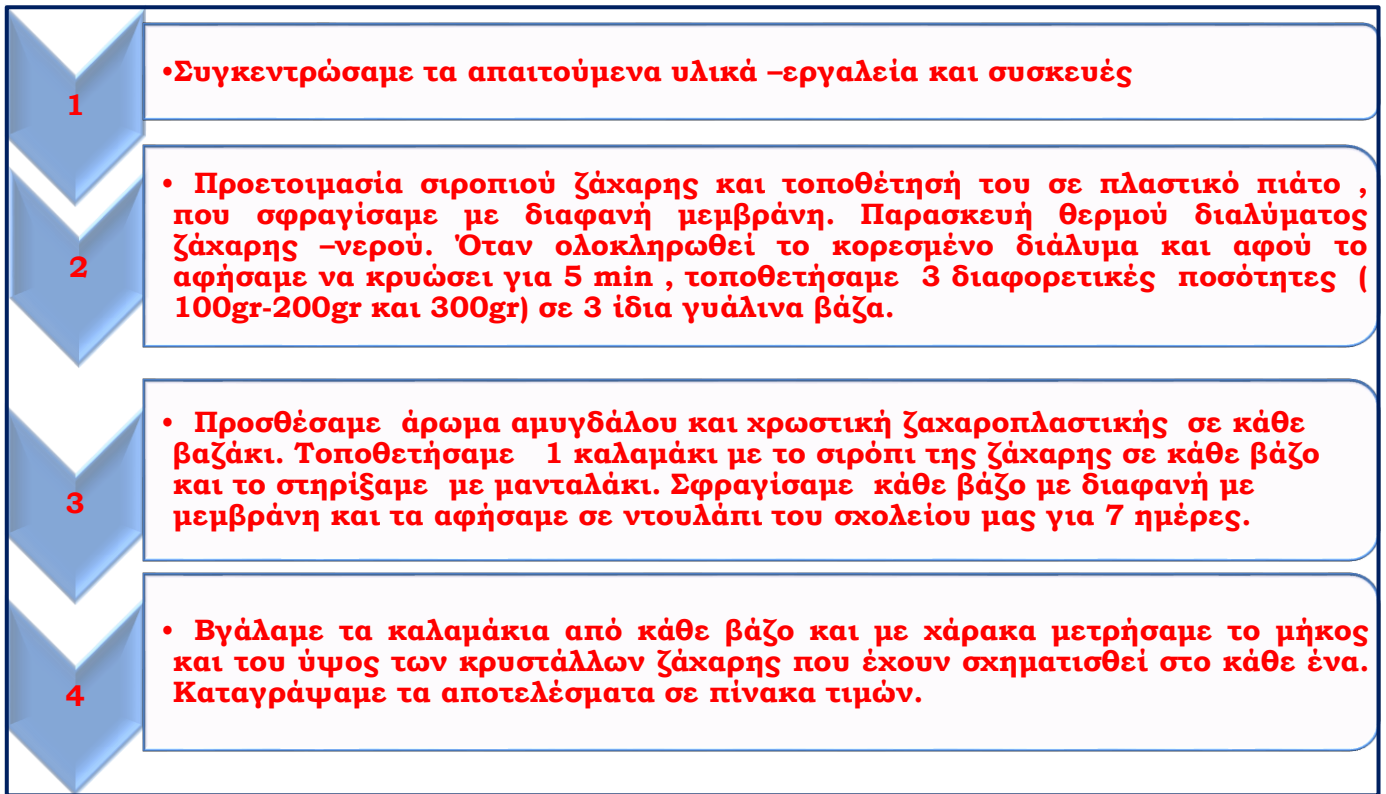 1
•Συγκεντρώσαμε τα απαιτούμενα υλικά –εργαλεία και συσκευές
2
• Προετοιμασία σιροπιού ζάχαρης και τοποθέτησή του σε πλαστικό πιάτο ,
που σφραγίσαμε με διαφανή μεμβράνη. Παρασκευή θερμού διαλύματος
ζάχαρης –νερού. Όταν ολοκληρωθεί το κορεσμένο διάλυμα και αφού το
αφήσαμε να κρυώσει για 5 min , τοποθετήσαμε 3 διαφορετικές ποσότητες (
100gr-200gr και 300gr) σε 3 ίδια γυάλινα βάζα.
3
• Προσθέσαμε άρωμα αμυγδάλου και χρωστική ζαχαροπλαστικής σε κάθε
βαζάκι. Τοποθετήσαμε 1 καλαμάκι με το σιρόπι της ζάχαρης σε κάθε βάζο
και το στηρίξαμε με μανταλάκι. Σφραγίσαμε κάθε βάζο με διαφανή με
μεμβράνη και τα αφήσαμε σε ντουλάπι του σχολείου μας για 7 ημέρες.
4
• Βγάλαμε τα καλαμάκια από κάθε βάζο και με χάρακα μετρήσαμε το μήκος
και του ύψος των κρυστάλλων ζάχαρης που έχουν σχηματισθεί στο κάθε ένα.
Καταγράψαμε τα αποτελέσματα σε πίνακα τιμών.